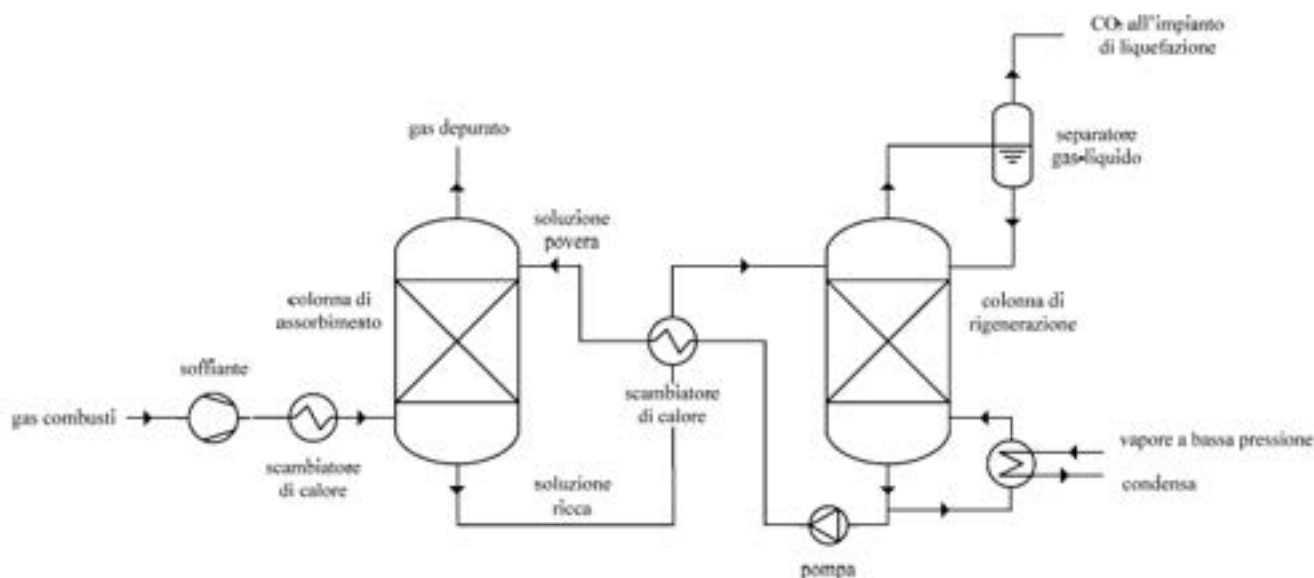 CO₂ all'impianto
di liquefazione
gas depurato
separatore
gas-liquido
soluzione
povera
colonna di
assorbimento
colonna di
rigenerazione
soffiante
scambiatore
di calore
gas combusti
vapore a bassa pressione
scambiatore
di calore
soluzione
ricca
condensa
pompa